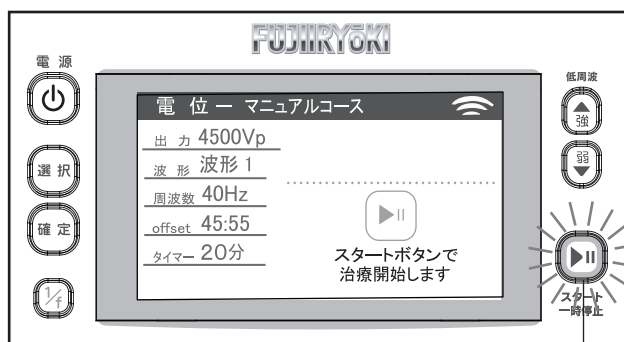 FUJIIRYOKI
電源
選択
確定
1/f
電位ー マニュアルコース
出力 4500Vp
波形 波形1
周波数 40Hz
offset 45:55
タイマー 20分
スタートボタンで
治療開始します
低周波
強
弱
スタート
一時停止